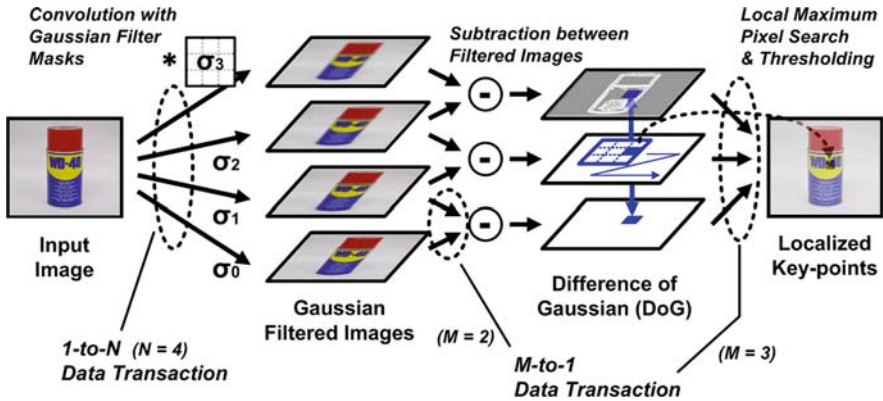 Convolution with
Gaussian Filter
Masks
*
σ3
Subtraction between
Filtered Images
Local Maximum
Pixel Search
& Thresholding
-
-
-
WD-40
WD-40
σ2
σ1
σ0
Input
Image
Gaussian
Filtered Images
Difference of
Gaussian (DoG)
Localized
Key-points
1-to-N (N = 4)
Data Transaction
(M = 2)
M-to-1
Data Transaction
(M = 3)